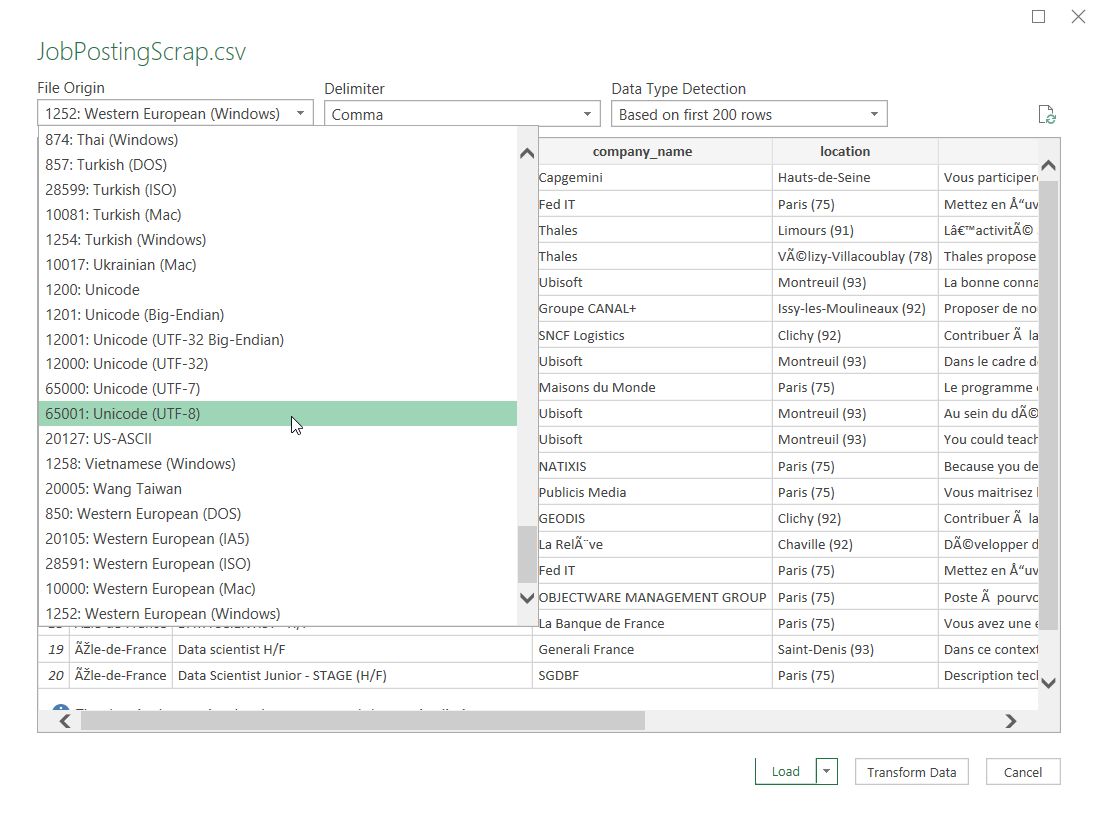 JobPostingScrap.csv
File Origin
Delimiter
Data Type Detection
1252: Western European (Windows)
Comma
Based on first 200 rows
874: Thai (Windows)
857: Turkish (DOS)
28599: Turkish (ISO)
10081: Turkish (Mac)
1254: Turkish (Windows)
10017: Ukrainian (Mac)
1200: Unicode
1201: Unicode (Big-Endian)
12001: Unicode (UTF-32 Big-Endian)
12000: Unicode (UTF-32)
65000: Unicode (UTF-7)
65001: Unicode (UTF-8)
20127: US-ASCII
1258: Vietnamese (Windows)
20005: Wang Taiwan
850: Western European (DOS)
20105: Western European (IA5)
28591: Western European (ISO)
10000: Western European (Mac)
1252: Western European (Windows)
company_name location
Capgemini Hauts-de-Seine Vous participer
Fed IT Paris (75) Mettez en Å“uv
Thales Limours (91) Lâ€™activitÃ©
Thales VÃ©lizy-Villacoublay (78) Thales propose
Ubisoft Montreuil (93) La bonne conna
Groupe CANAL+ Issy-les-Moulineaux (92) Proposer de no
SNCF Logistics Clichy (92) Contribuer Ã la
Ubisoft Montreuil (93) Dans le cadre d
Maisons du Monde Paris (75) Le programme
Ubisoft Montreuil (93) Au sein du dÃ©
Ubisoft Montreuil (93) You could teach
NATIXIS Paris (75) Because you de
Publicis Media Paris (75) Vous maitrisez
GEODIS Clichy (92) Contribuer Ã la
La RelÃ¨ve Chaville (92) DÃ©velopper d
Fed IT Paris (75) Mettez en Å“uv
OBJECTWARE MANAGEMENT GROUP Paris (75) Poste Ã pourvo
La Banque de France Paris (75) Vous avez une e
19 ÃŽle-de-France Data scientist H/F Generali France Saint-Denis (93) Dans ce context
20 ÃŽle-de-France Data Scientist Junior - STAGE (H/F) SGDBF Paris (75) Description tecl
Load
Transform Data
Cancel